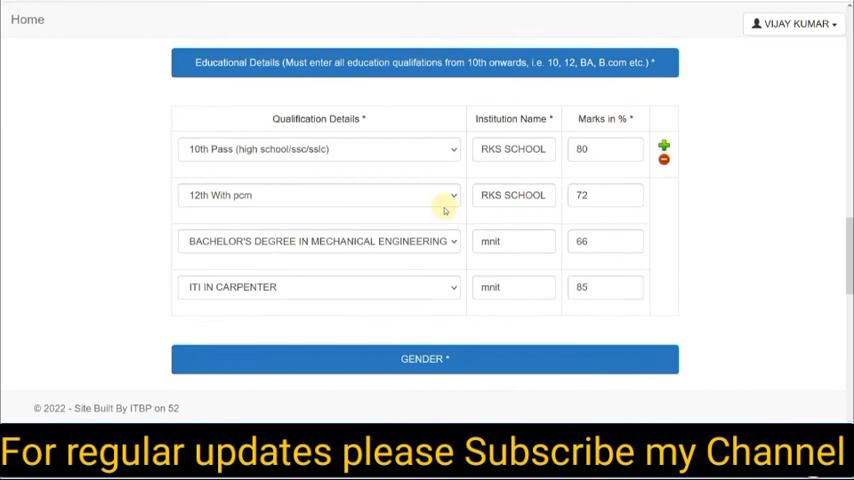 Home
VIJAY KUMAR
Educational Details (Must enter all education qualifations from 10th onwards, i.e. 10, 12, BA, B.com etc.) *
Qualification Details * Institution Name * Marks in % *
10th Pass (high school/ssc/sslc) RKS SCHOOL 80
12th With pcm RKS SCHOOL 72
BACHELOR'S DEGREE IN MECHANICAL ENGINEERING mnit 66
ITI IN CARPENTER mnit 85
GENDER *
© 2022 - Site Built By ITBP on 52
For regular updates please Subscribe my Channel